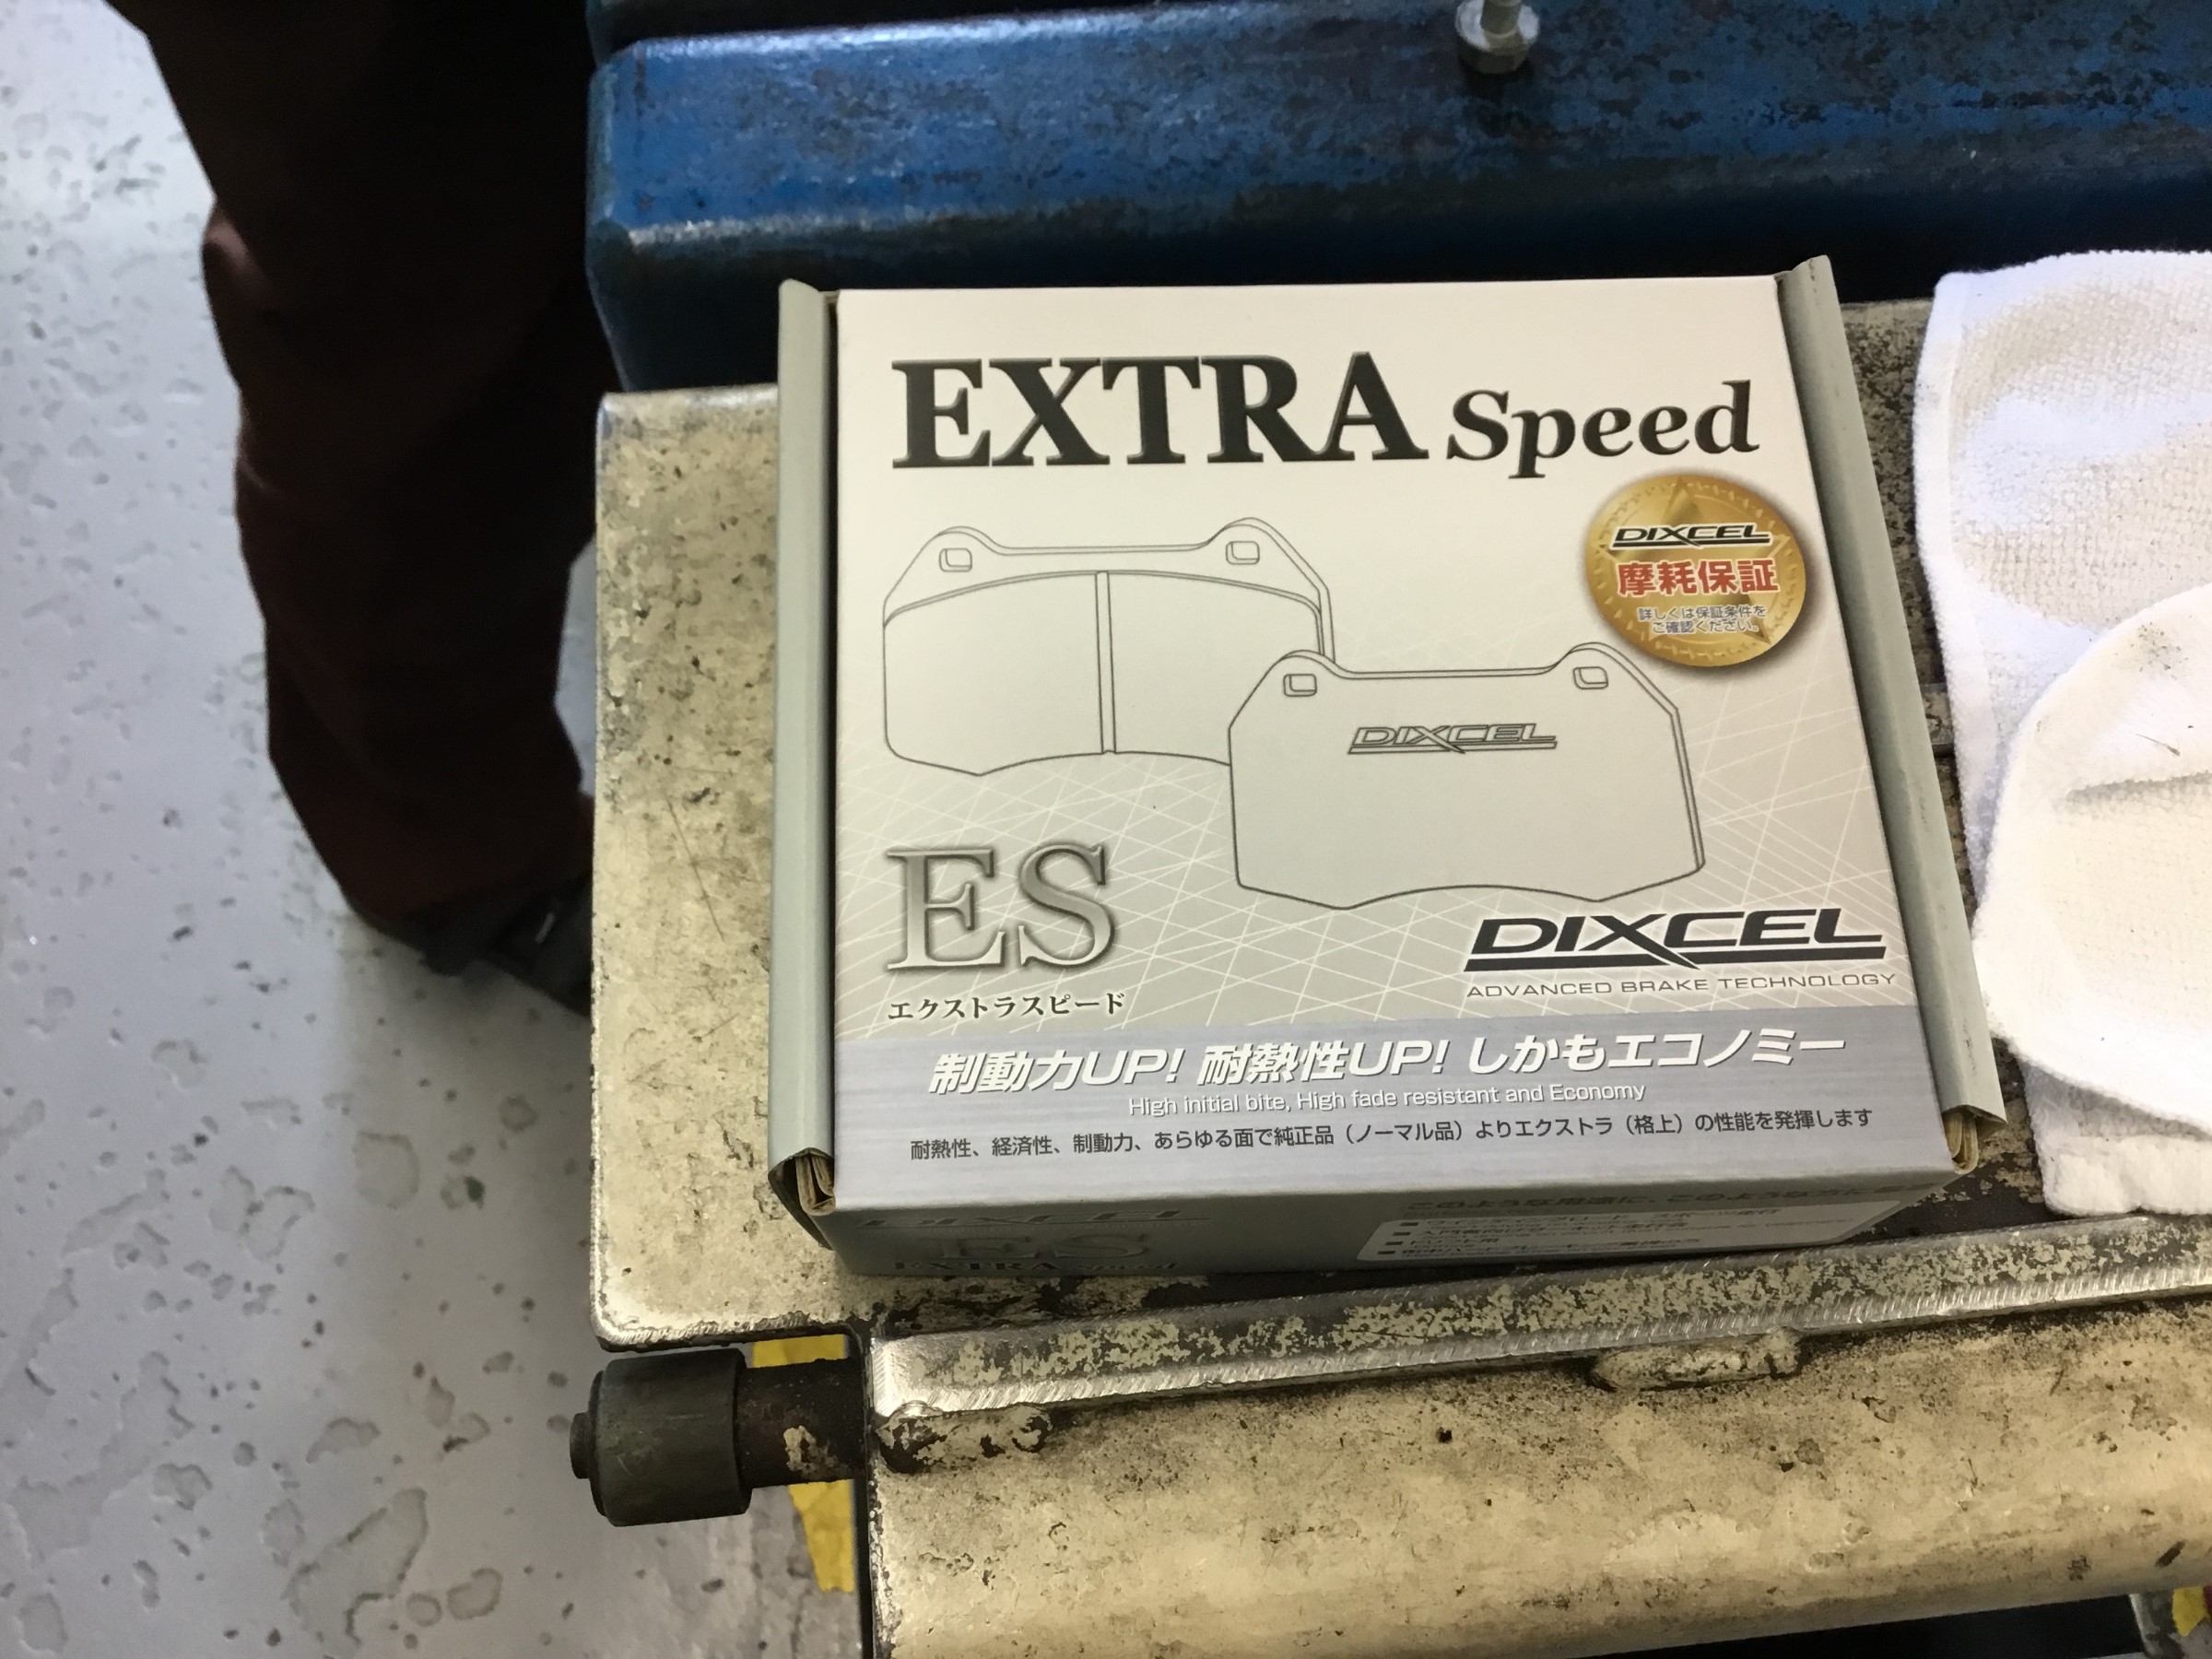 EXTRA Speed
DIXCEL
摩耗保証
詳しくは保証条件を
ご確認ください。
DIXCEL
ES
エクストラスピード
DIXCEL
ADVANCED BRAKE TECHNOLOGY
制動力UP! 耐熱性UP! しかもエコノミー
High initial bite, High fade resistant and Economy
耐熱性、経済性、制動力、あらゆる面で純正品（ノーマル品）よりエクストラ（格上）の性能を発揮します
DIXCEL
ES
EXTRA Speed